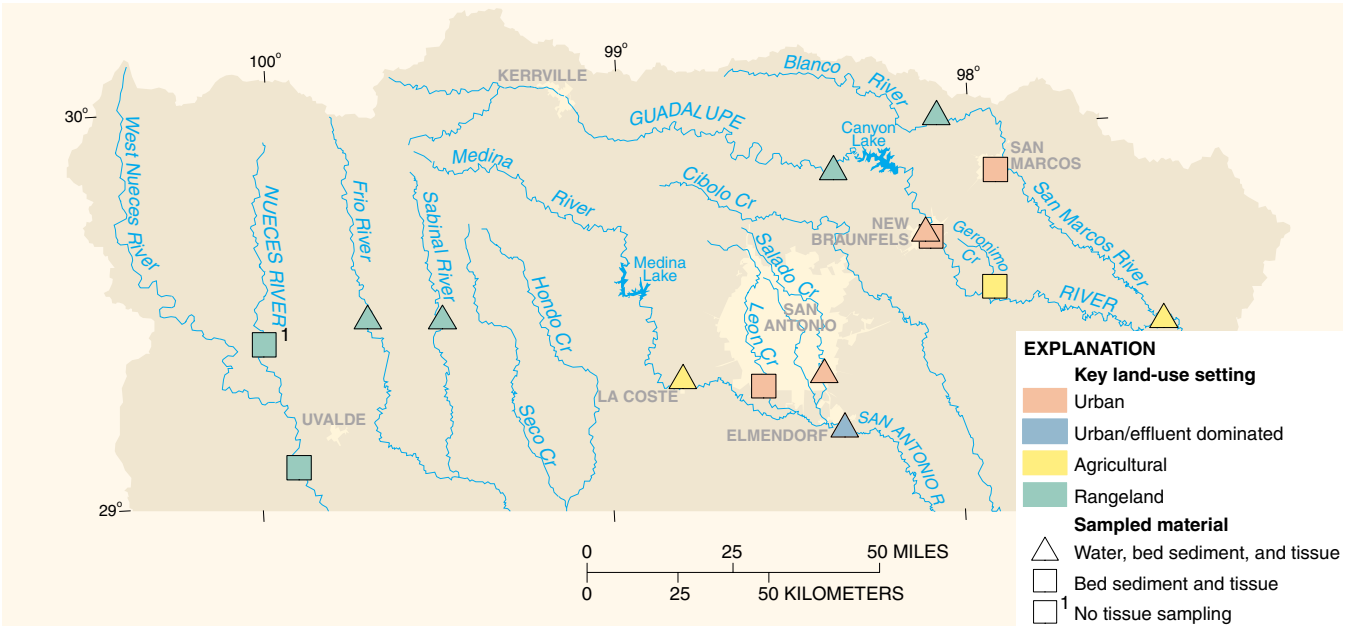 100°
99°
98°
30°
29°
KERRVILLE
Blanco
River
GUADALUPE
Canyon
Lake
SAN
MARCOS
West Nueces River
NUECES RIVER
Frio River
Sabinal River
Medina
River
Cibolo Cr
NEW
BRAUNFELS
Geronimo
Cr
San Marcos River
RIVER
Medina
Lake
Hondo Cr
Seco Cr
Salado Cr
Leon Cr
SAN
ANTONIO
1
LA COSTE
UVALDE
ELMENDORF
SAN ANTONIO R
0 25 50 MILES
0 25 50 KILOMETERS
EXPLANATION
Key land-use setting
Urban
Urban/effluent dominated
Agricultural
Rangeland
Sampled material
Water, bed sediment, and tissue
Bed sediment and tissue
1 No tissue sampling